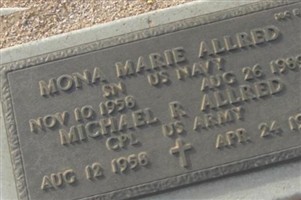 MONA MARIE ALLRED
SN US NAVY
NOV 10 1956 AUG 26
MICHAEL R ALLRED
CPL US ARMY
AUG 12 1956 APR 24